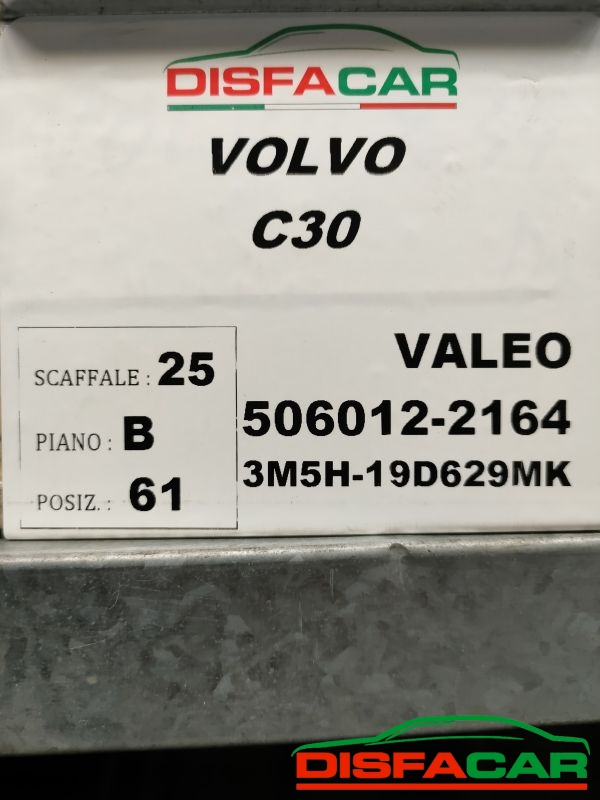 DISFACAR
VOLVO
C30
SCAFFALE : 25
PIANO : B
POSIZ. : 61
VALEO
506012-2164
3M5H-19D629MK
DISFACAR